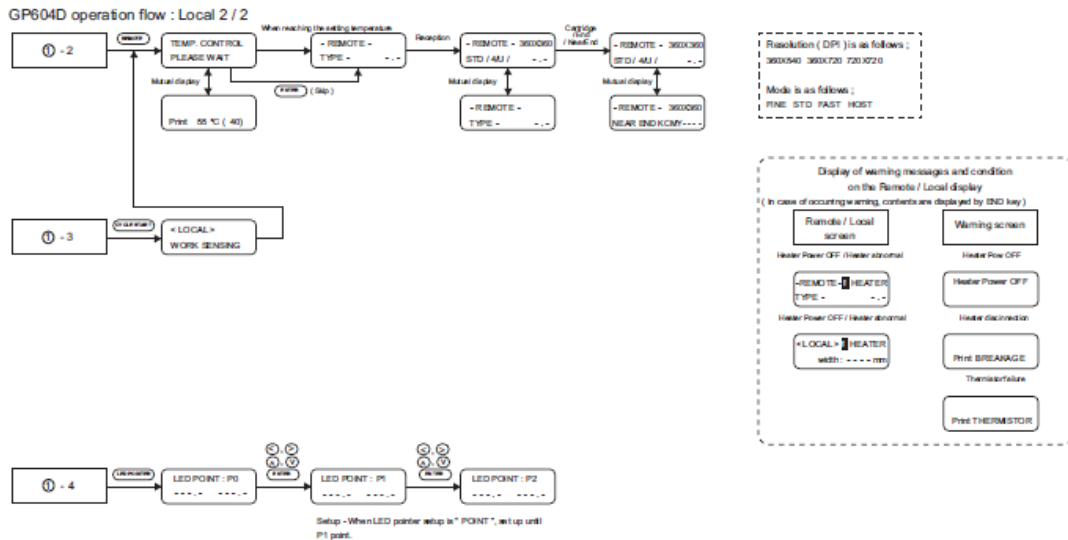 GP604D operation flow : Local 2 / 2
① - 2
REMOTE
TEMP. CONTROL
PLEASE WAIT
Mutual display
Print 55 °C ( 40)
When reaching the setting temperature
ENTER ( Skip )
- REMOTE -
TYPE - -.-
Reception
- REMOTE - 360X360
STD / 4U / -.-
Mutual display
- REMOTE -
TYPE - -.-
Cartridge
/ End
/ NearEnd
- REMOTE - 360X360
STD / 4U / -.-
Mutual display
- REMOTE - 360X360
NEAR END KCMY----
Resolution ( DPI ) is as follows ;
360X540 360X720 720X720
Mode is as follows ;
FINE STD FAST HOST
① - 3
CYCLE START
< LOCAL >
WORK SENSING
Display of warning messages and condition
on the Remote / Local display
( In case of occurring warning, contents are displayed by END key )
Remote / Local
screen
Warning screen
Heater Power OFF / Heater abnormal
-REMOTE-! HEATER
TYPE - -.-
Heater Power OFF / Heater abnormal
<LOCAL> ! HEATER
width : - - - - mm
Heater Pow OFF
Heater Power OFF
Heater disconnection
Print BREAKAGE
Thermistor failure
Print THERMISTOR
① - 4
LED POINTER
LED POINT : P0
---.- ---.-
< , >
∧ , ∨
ENTER
LED POINT : P1
---.- ---.-
< , >
∧ , ∨
ENTER
LED POINT : P2
---.- ---.-
Setup - When LED pointer setup is " POINT ", set up until
P1 point.